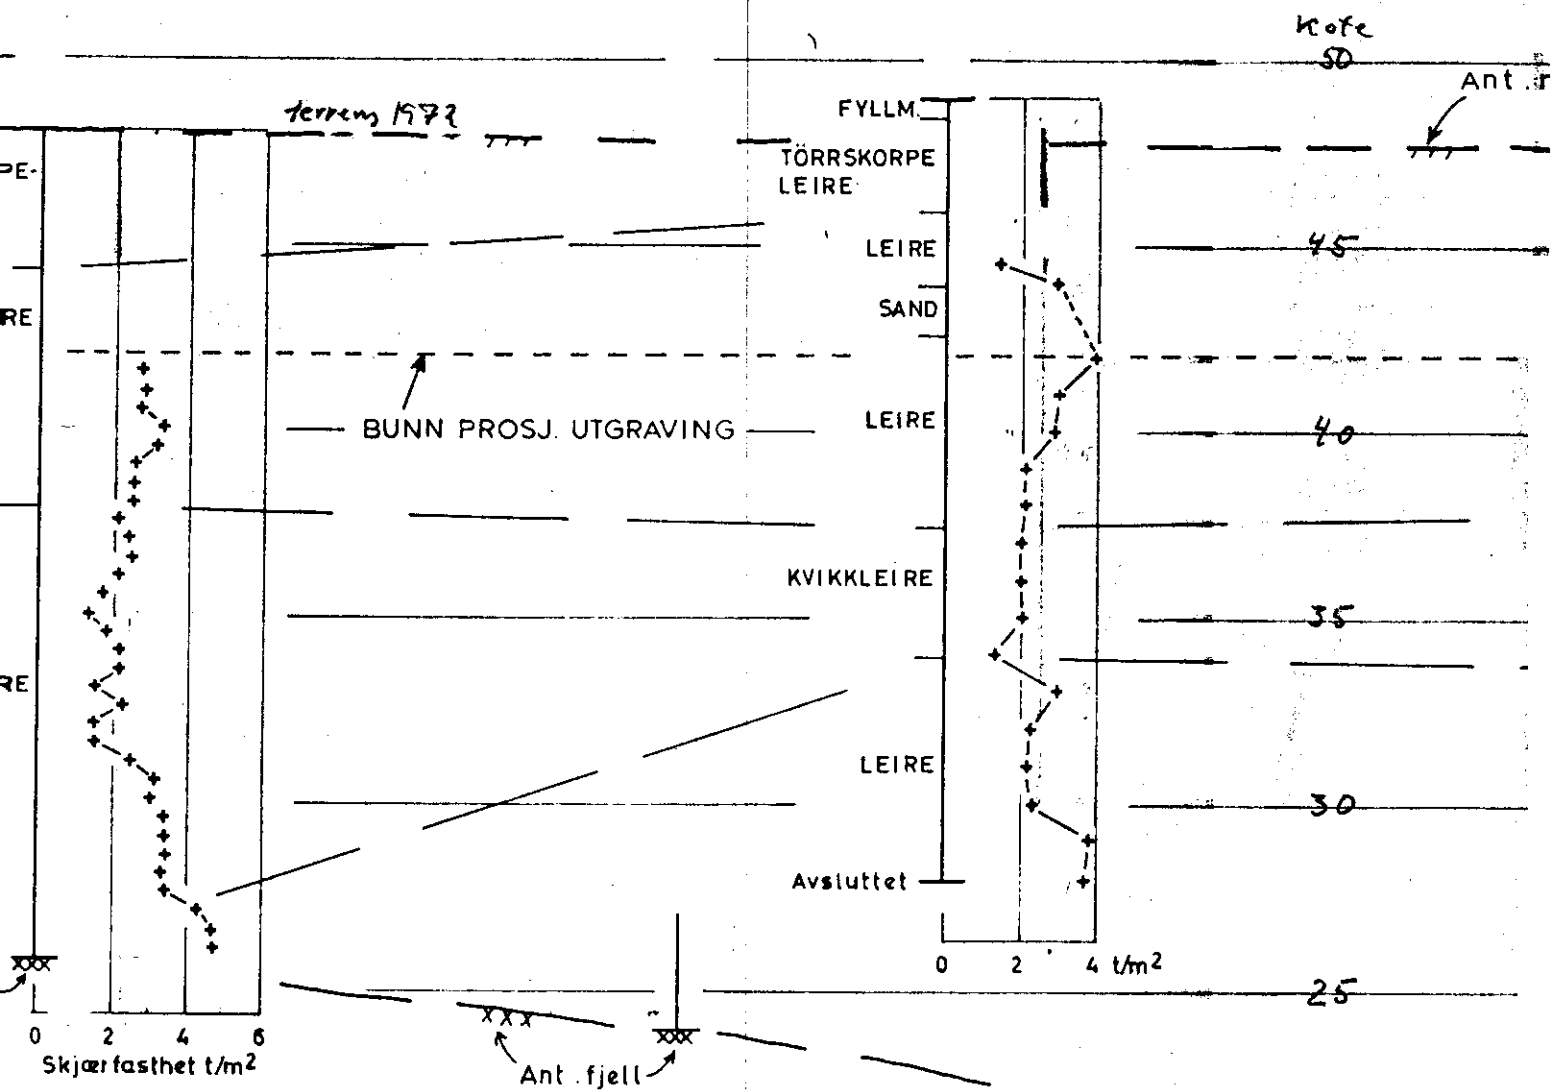 Kote
50
Ant.
terreng 1972
FYLLM.
PE-
TÖRRSKORPE
LEIRE
LEIRE
45
RE
SAND
BUNN PROSJ. UTGRAVING
LEIRE
40
KVIKKLEIRE
35
RE
LEIRE
30
Avsluttet
0 2 4 t/m2
25
0 2 4 6
Skjærfasthet t/m2
Ant. fjell